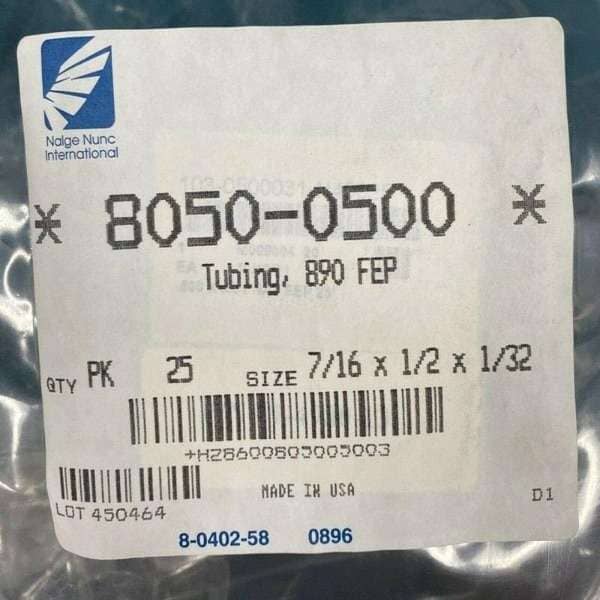 Nalge Nunc
International
* 8050-0500 *
Tubing, 890 FEP
QTY PK 25 SIZE 7/16 x 1/2 x 1/32
+H28600805005003
MADE IN USA
LOT 450464
D1
8-0402-58 0896